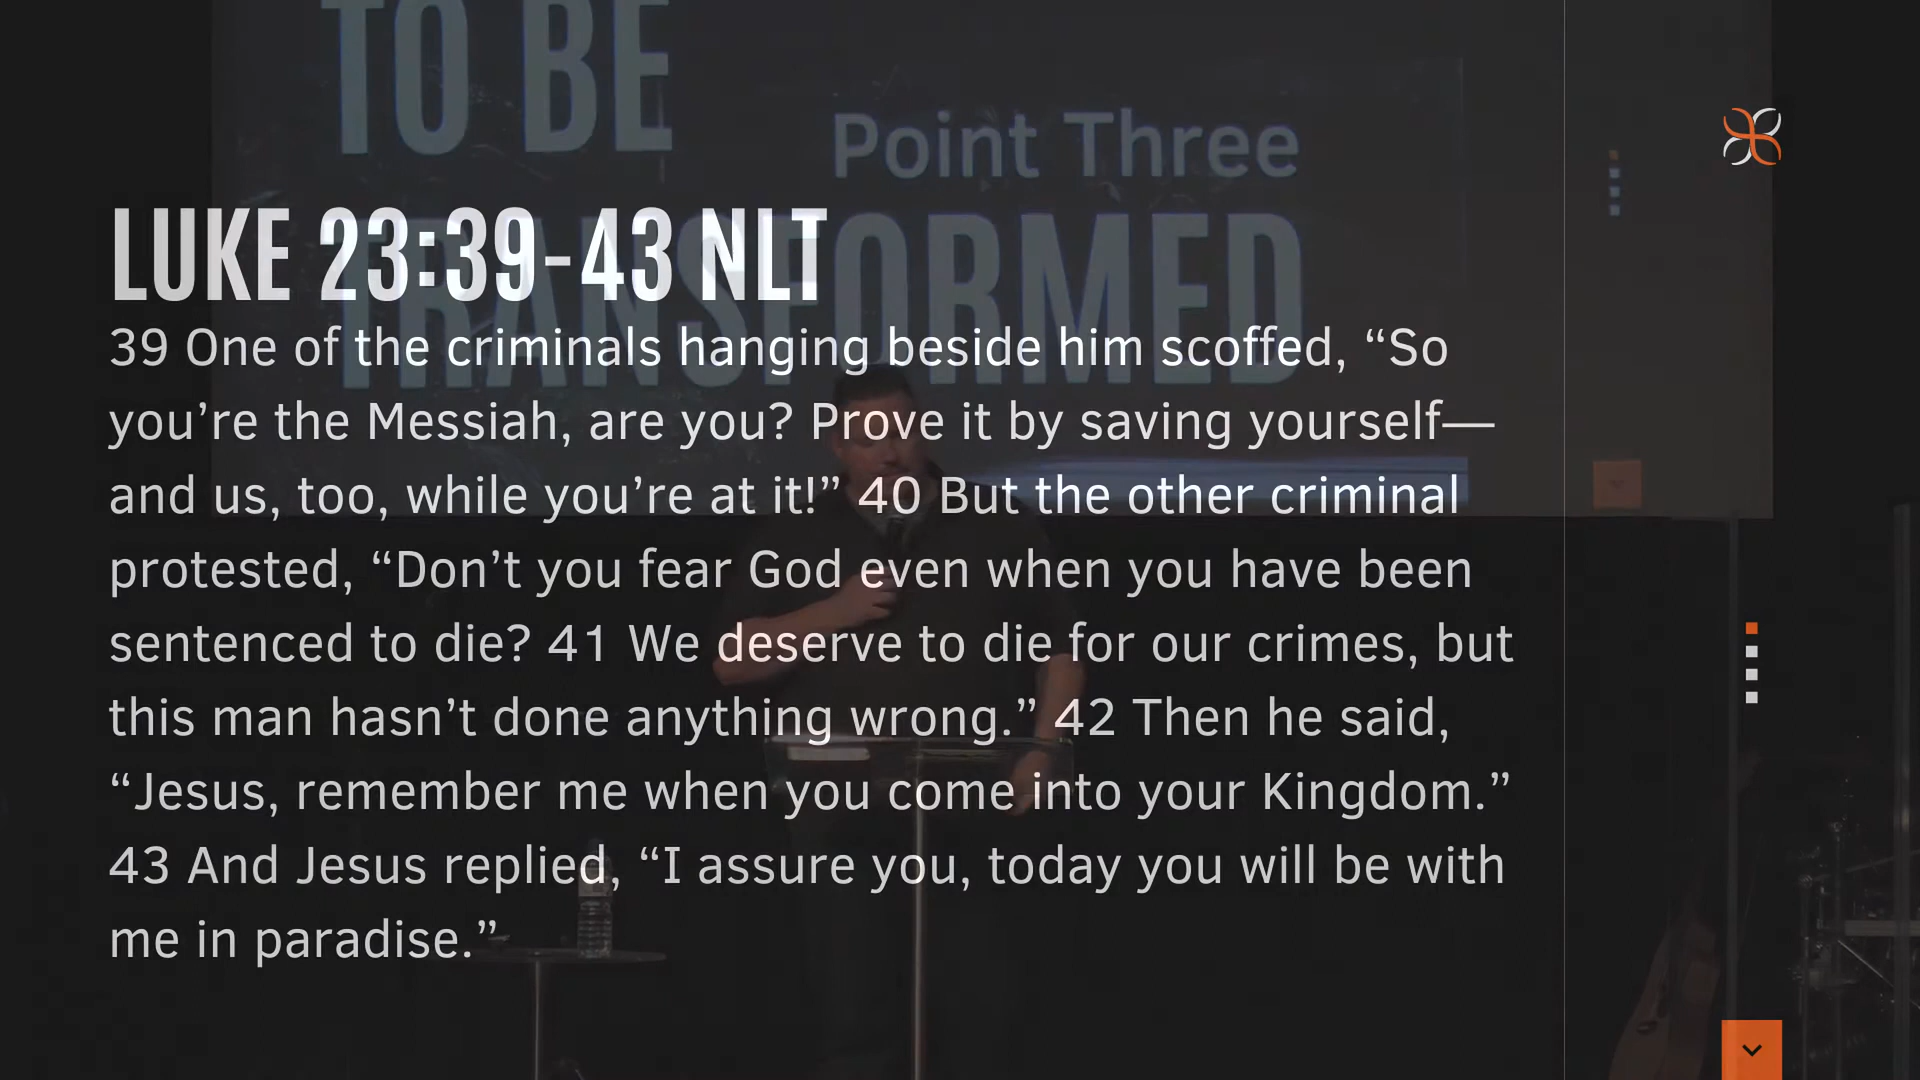 TO BE
Point Three
TRANSFORMED
LUKE 23:39-43 NLT
39 One of the criminals hanging beside him scoffed, “So
you’re the Messiah, are you? Prove it by saving yourself—
and us, too, while you’re at it!” 40 But the other criminal
protested, “Don’t you fear God even when you have been
sentenced to die? 41 We deserve to die for our crimes, but
this man hasn’t done anything wrong.” 42 Then he said,
“Jesus, remember me when you come into your Kingdom.”
43 And Jesus replied, “I assure you, today you will be with
me in paradise.”